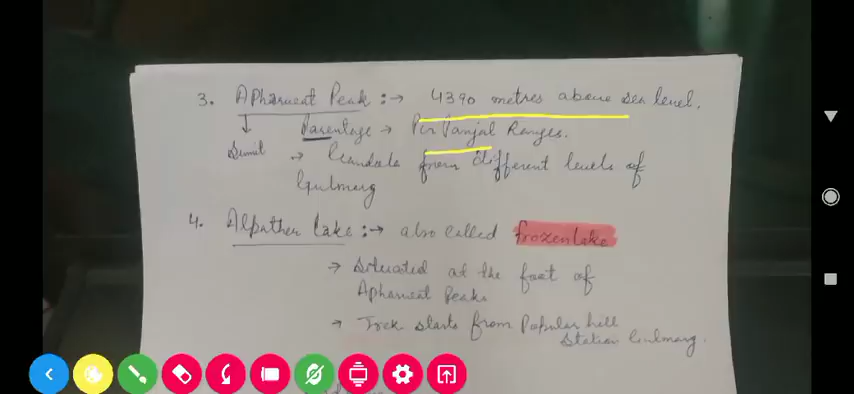 3. Apharwat Peak :→ 4390 metres above sea level.
Parentage → Pir Panjal Ranges.
Sumit → from different levels of
Gulmarg
4. Alpather Lake :→ also called frozen lake
→ Situated at the foot of
Apharwat Peaks
→ Trek starts from Popular hill
Station Gulmarg.